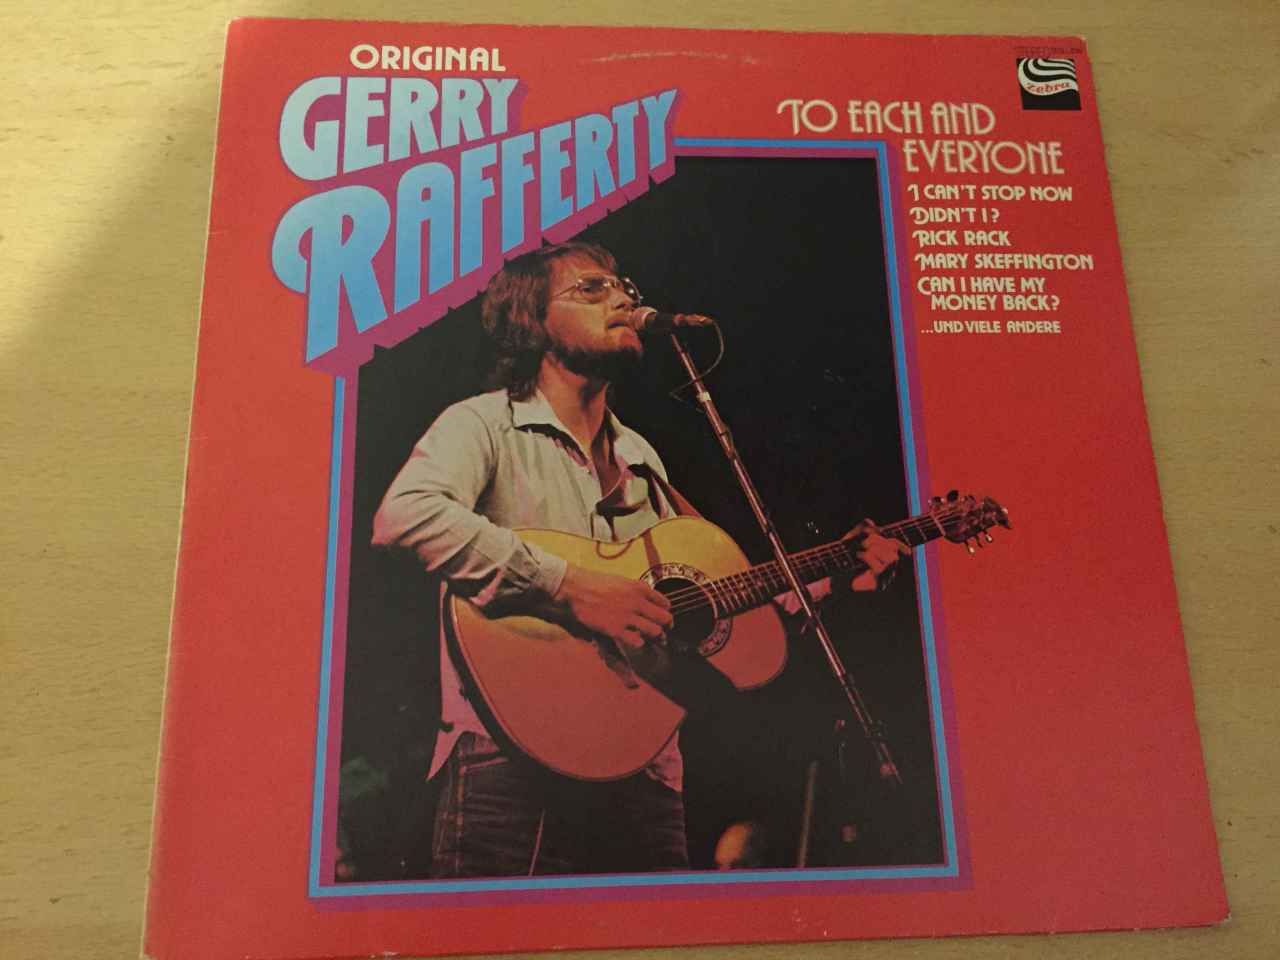 ORIGINAL
GERRY
RAFFERTY
zebra
TO EACH AND
EVERYONE
I CAN'T STOP NOW
DIDN'T I?
RICK RACK
MARY SKEFFINGTON
CAN I HAVE MY
MONEY BACK?
...UND VIELE ANDERE